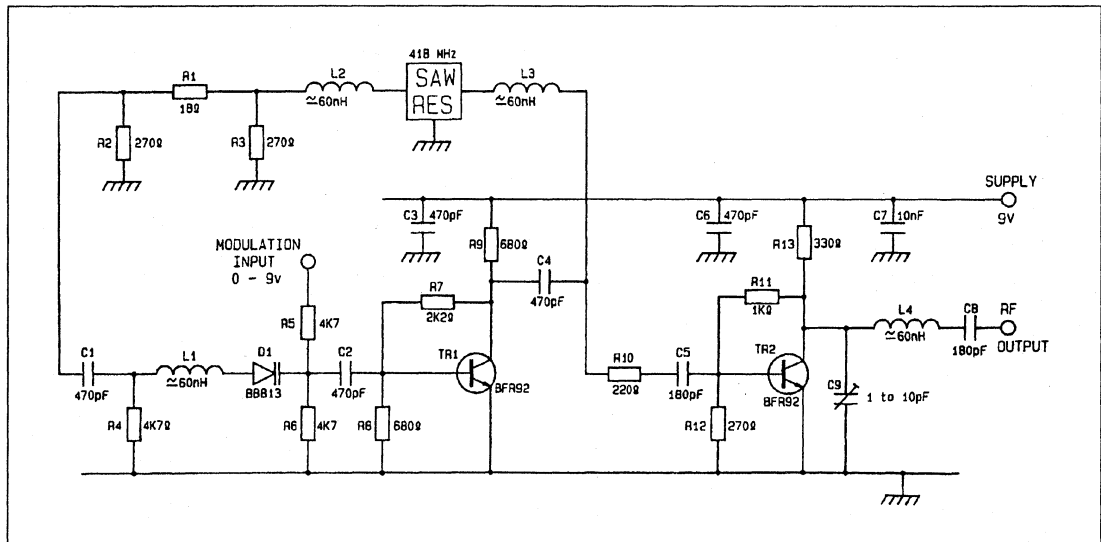 418 MHz
L2
SAW
RES
L3
R1
≃60nH
≃60nH
18Ω
R2
270Ω
R3
270Ω
SUPPLY
9V
C3
470pF
R9
680Ω
C6
470pF
R13
330Ω
C7
10nF
MODULATION
INPUT
0 - 9v
C4
470pF
R7
2K2Ω
R11
1KΩ
L4
≃60nH
C8
180pF
RF
OUTPUT
R5
4K7
C1
470pF
L1
≃60nH
D1
BB813
C2
470pF
TR1
BFR92
R10
220Ω
C5
180pF
TR2
BFR92
C9
1 to 10pF
R4
4K7Ω
R6
4K7
R8
680Ω
R12
270Ω